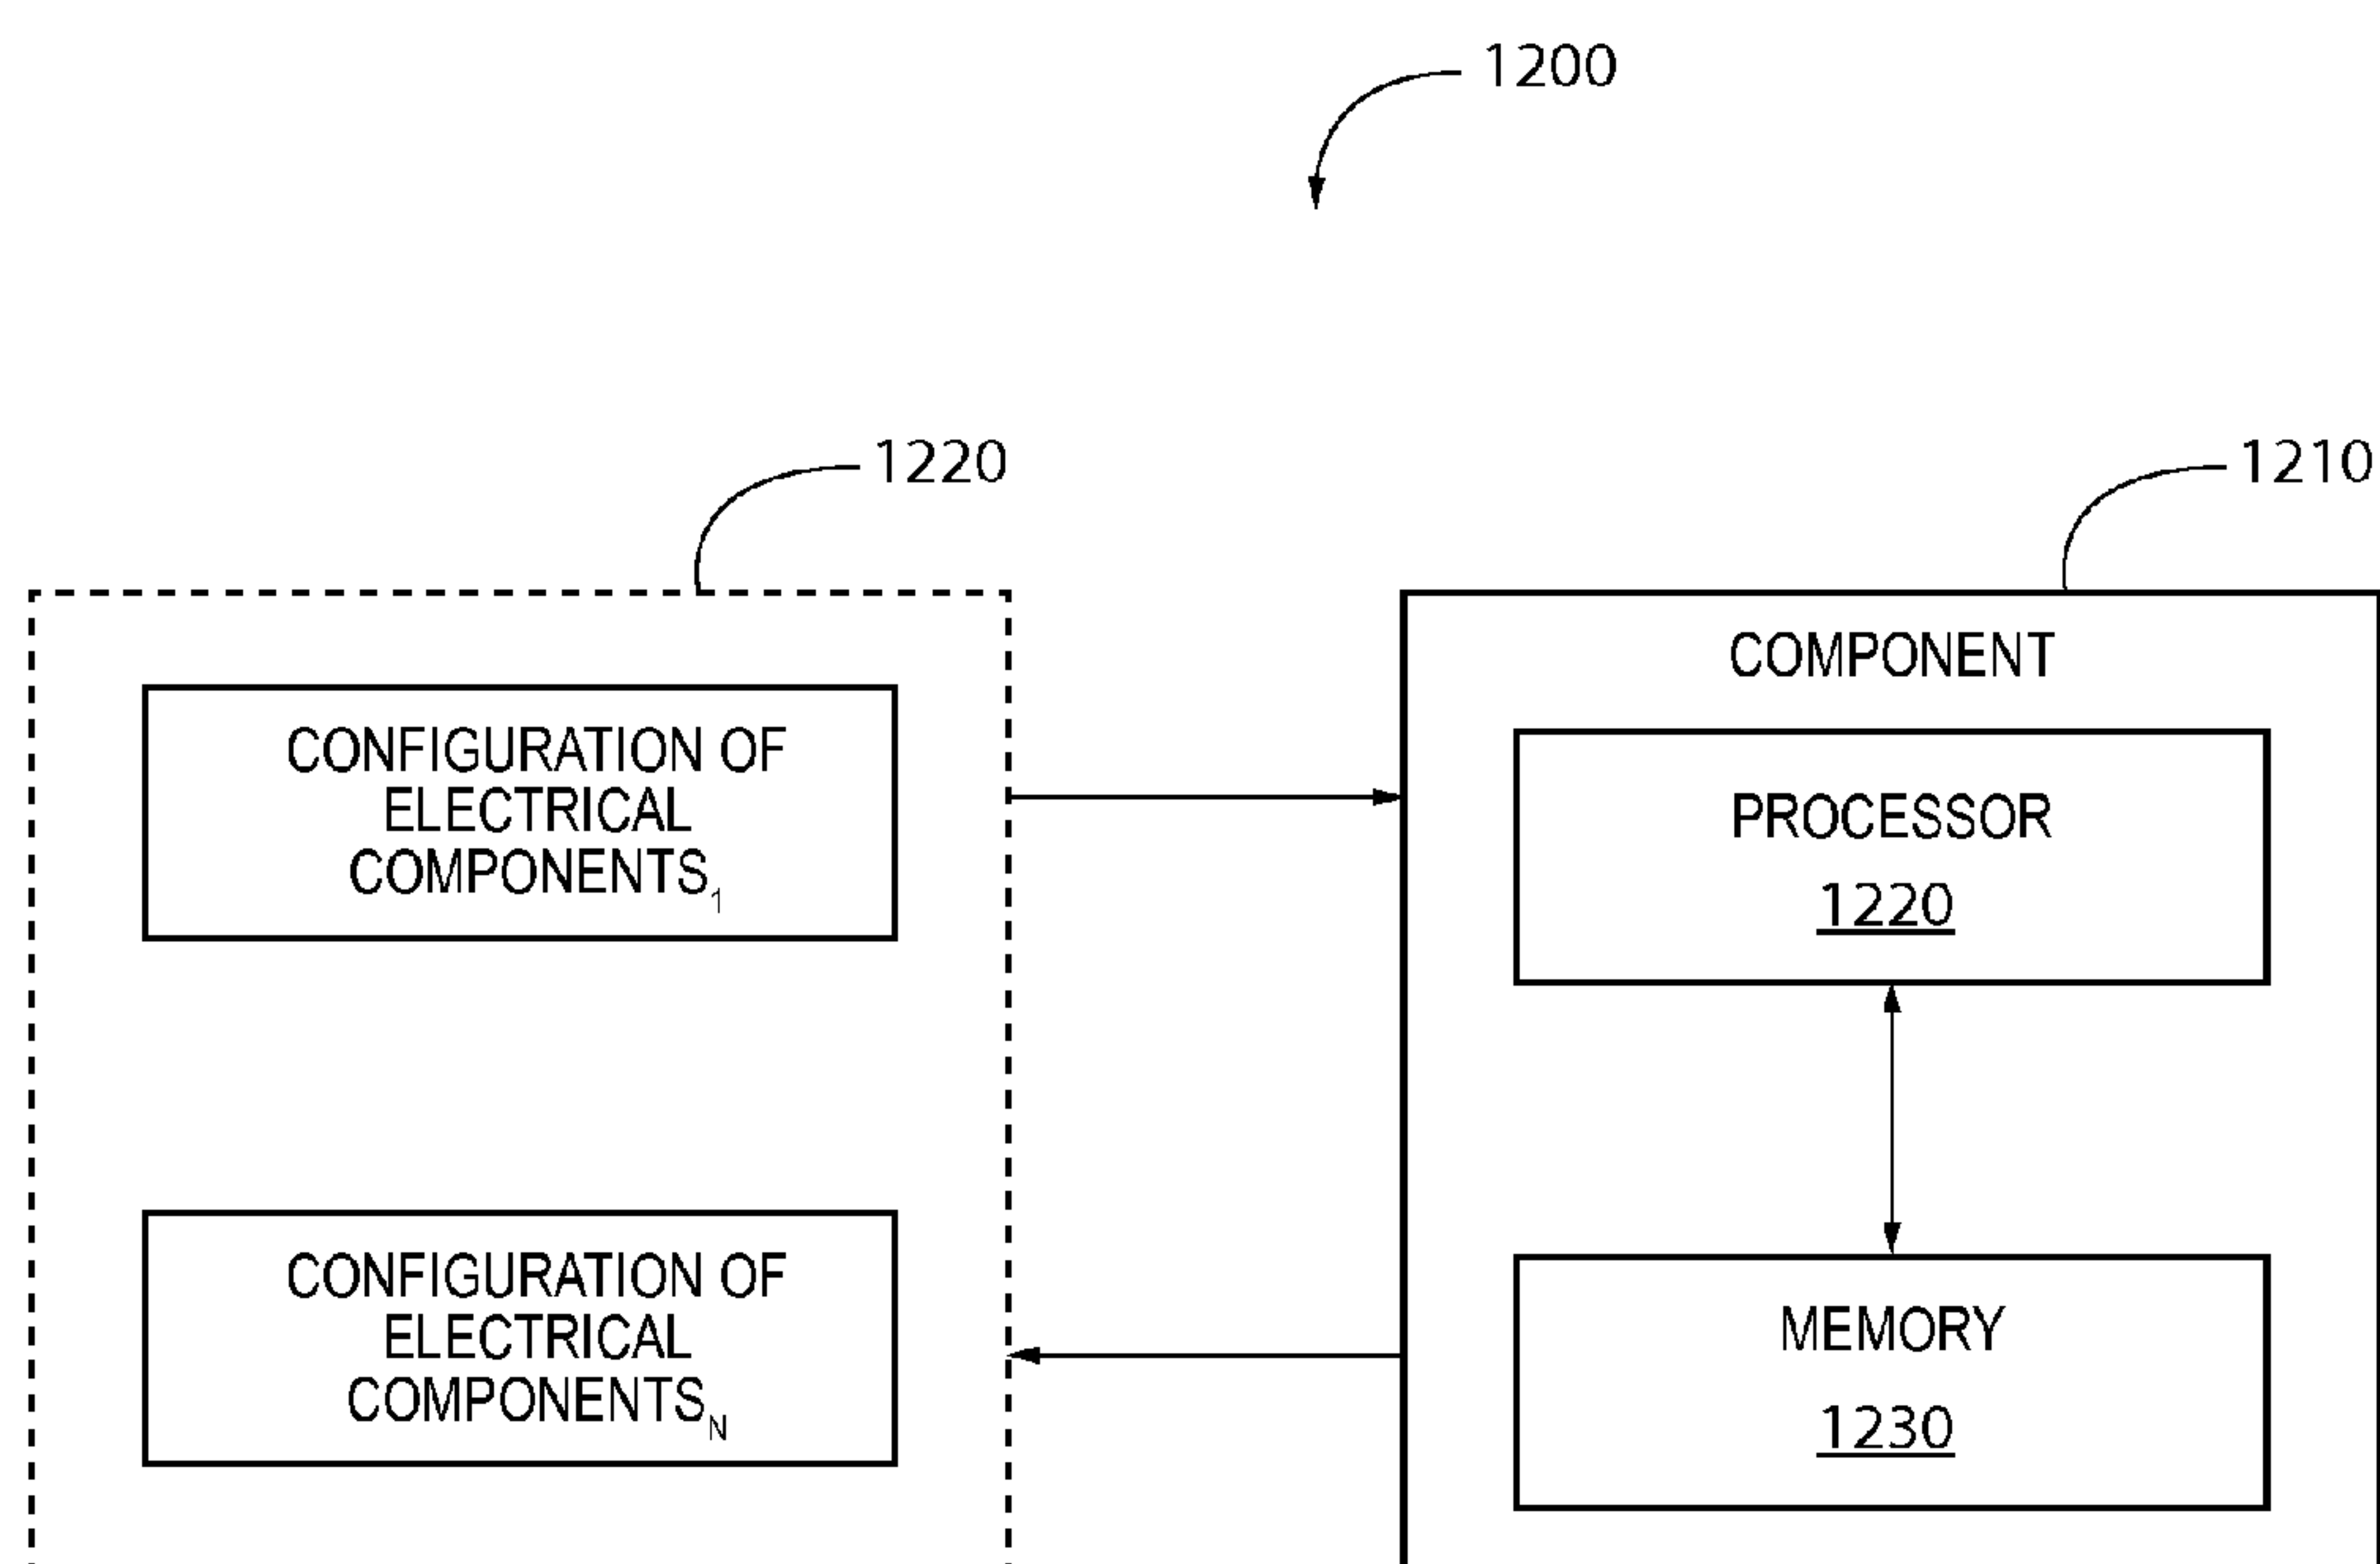 1200
1220
1210
CONFIGURATION OF
ELECTRICAL
COMPONENTS1
CONFIGURATION OF
ELECTRICAL
COMPONENTSN
COMPONENT
PROCESSOR
1220
MEMORY
1230